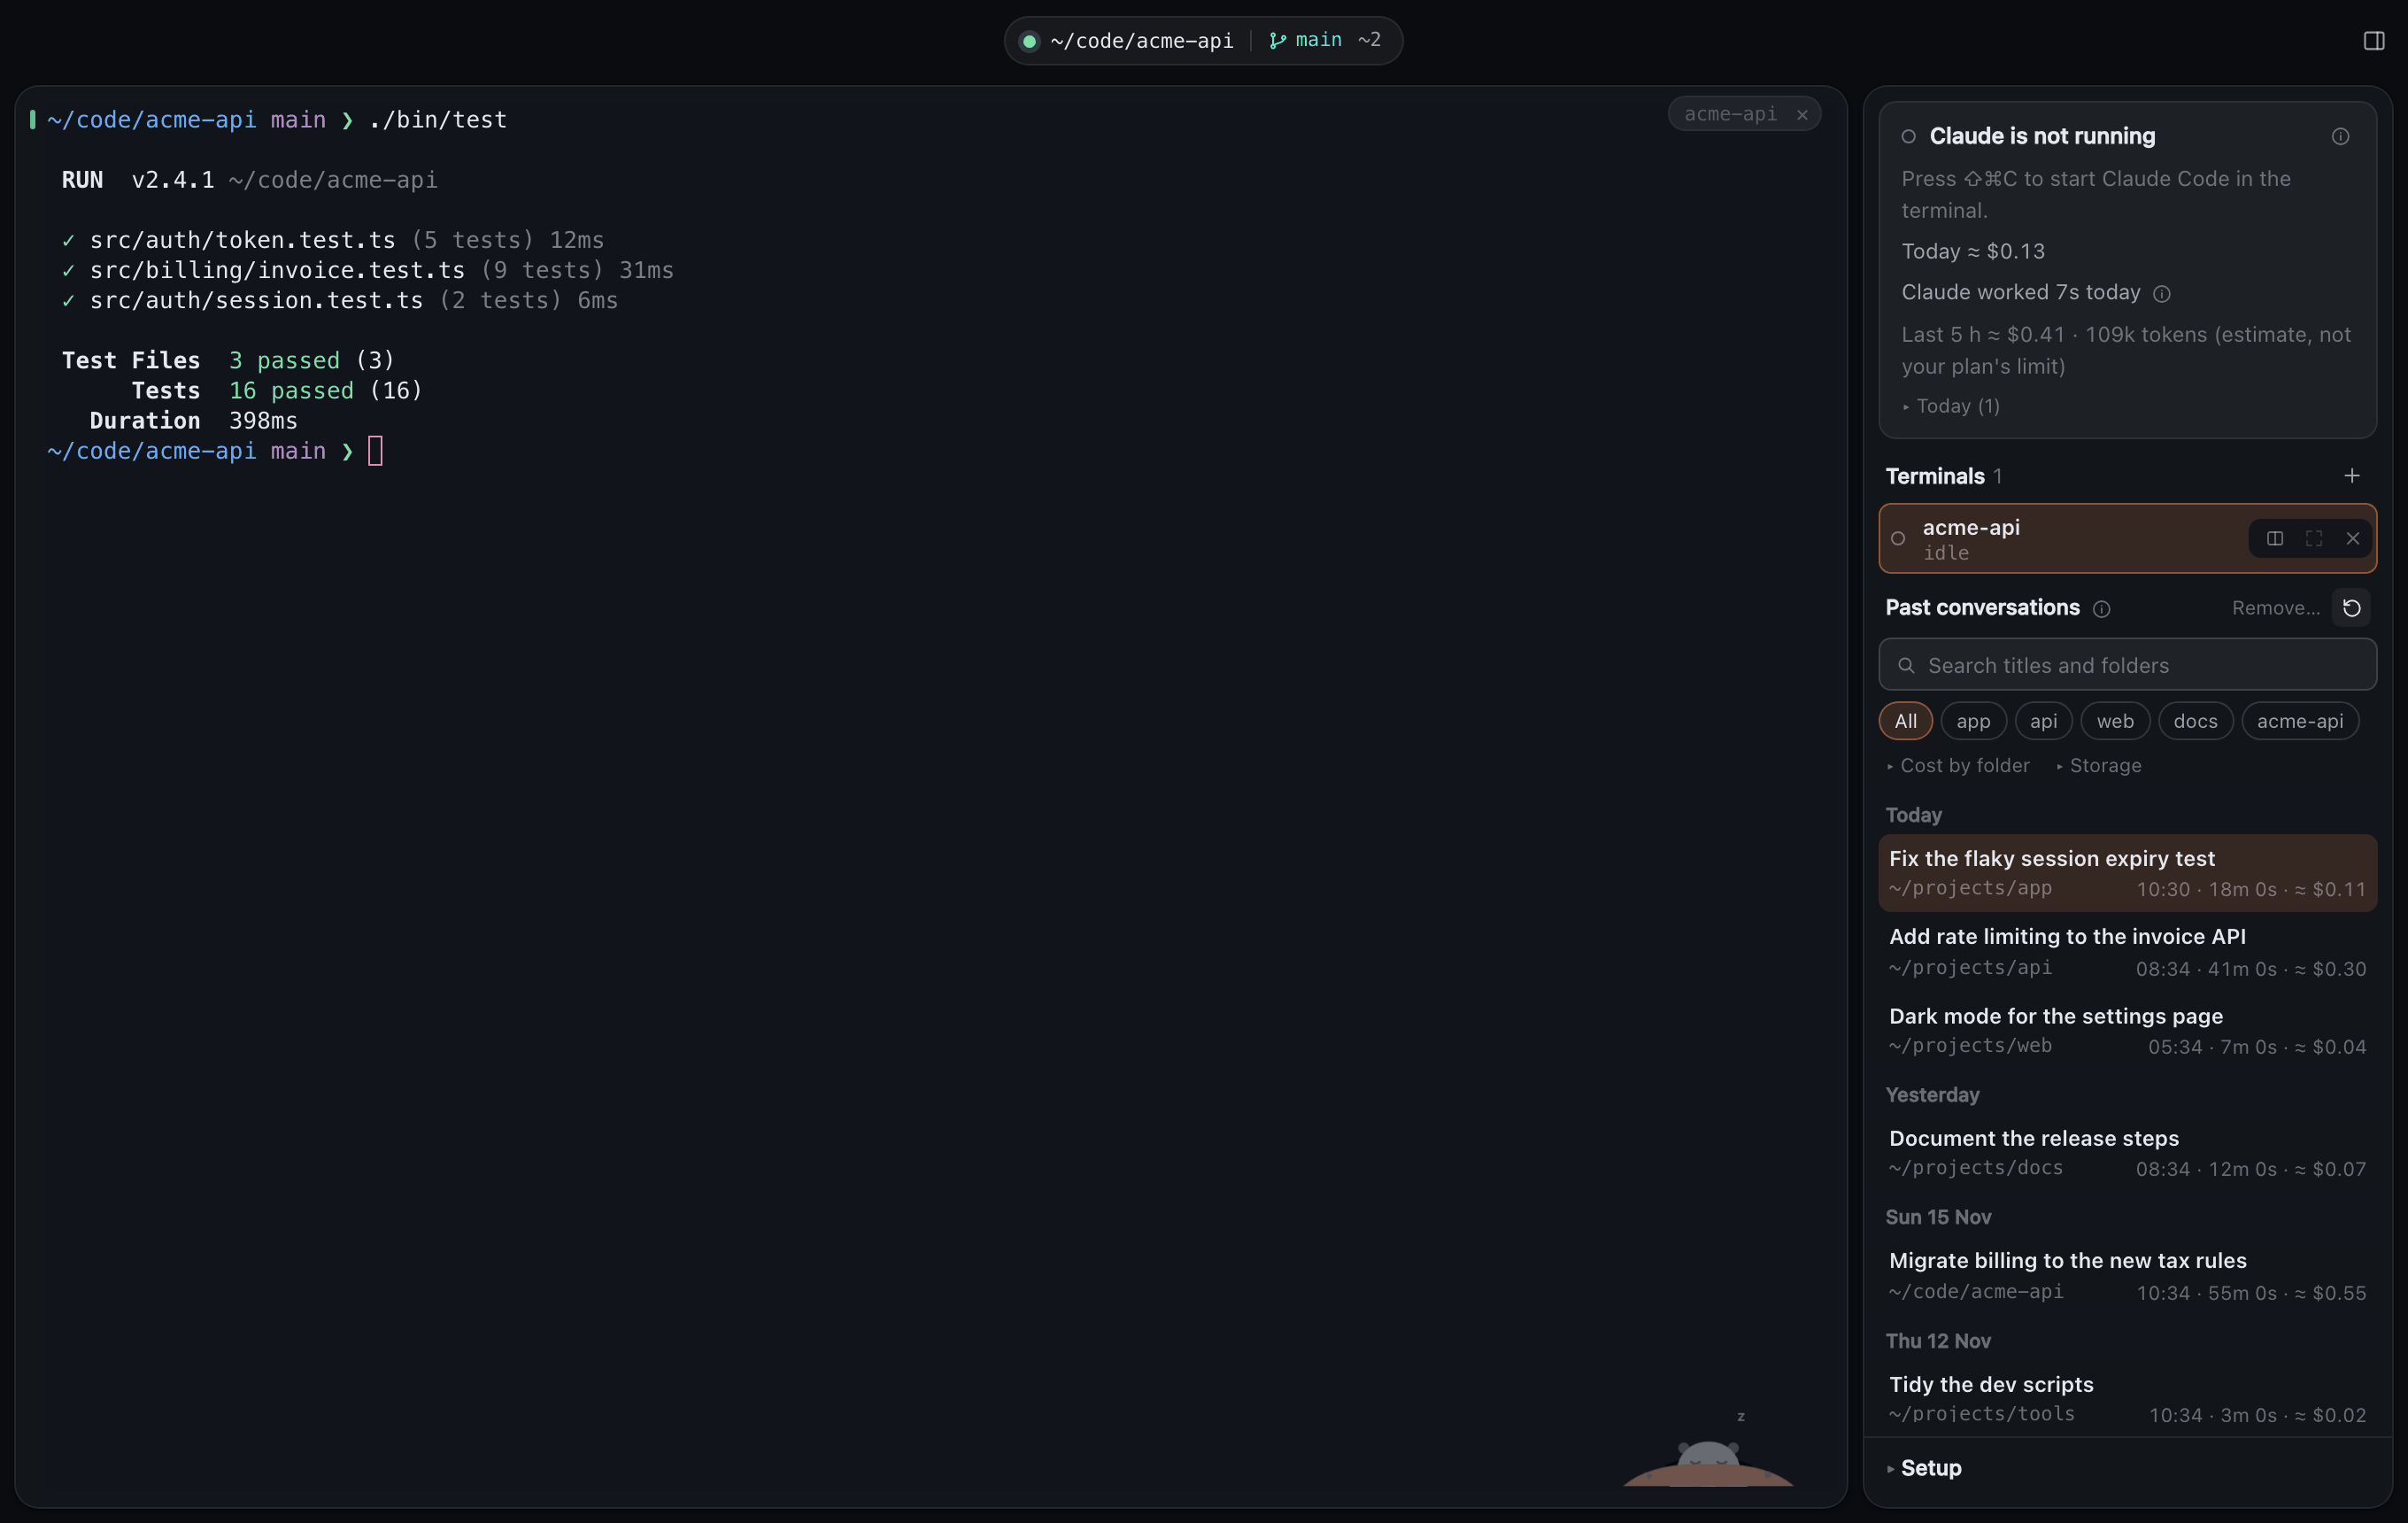 ~/code/acme-api main ~2
~/code/acme-api main ❯ ./bin/test
acme-api ×
RUN v2.4.1 ~/code/acme-api
✓ src/auth/token.test.ts (5 tests) 12ms
✓ src/billing/invoice.test.ts (9 tests) 31ms
✓ src/auth/session.test.ts (2 tests) 6ms
Test Files 3 passed (3)
Tests 16 passed (16)
Duration 398ms
~/code/acme-api main ❯
z
Claude is not running
Press ⇧⌘C to start Claude Code in the
terminal.
Today ≈ $0.13
Claude worked 7s today
Last 5 h ≈ $0.41 · 109k tokens (estimate, not
your plan's limit)
▸ Today (1)
Terminals 1
acme-api
idle
Past conversations Remove...
Search titles and folders
All app api web docs acme-api
▸ Cost by folder ▸ Storage
Today
Fix the flaky session expiry test
~/projects/app 10:30 · 18m 0s · ≈ $0.11
Add rate limiting to the invoice API
~/projects/api 08:34 · 41m 0s · ≈ $0.30
Dark mode for the settings page
~/projects/web 05:34 · 7m 0s · ≈ $0.04
Yesterday
Document the release steps
~/projects/docs 08:34 · 12m 0s · ≈ $0.07
Sun 15 Nov
Migrate billing to the new tax rules
~/code/acme-api 10:34 · 55m 0s · ≈ $0.55
Thu 12 Nov
Tidy the dev scripts
~/projects/tools 10:34 · 3m 0s · ≈ $0.02
▸ Setup